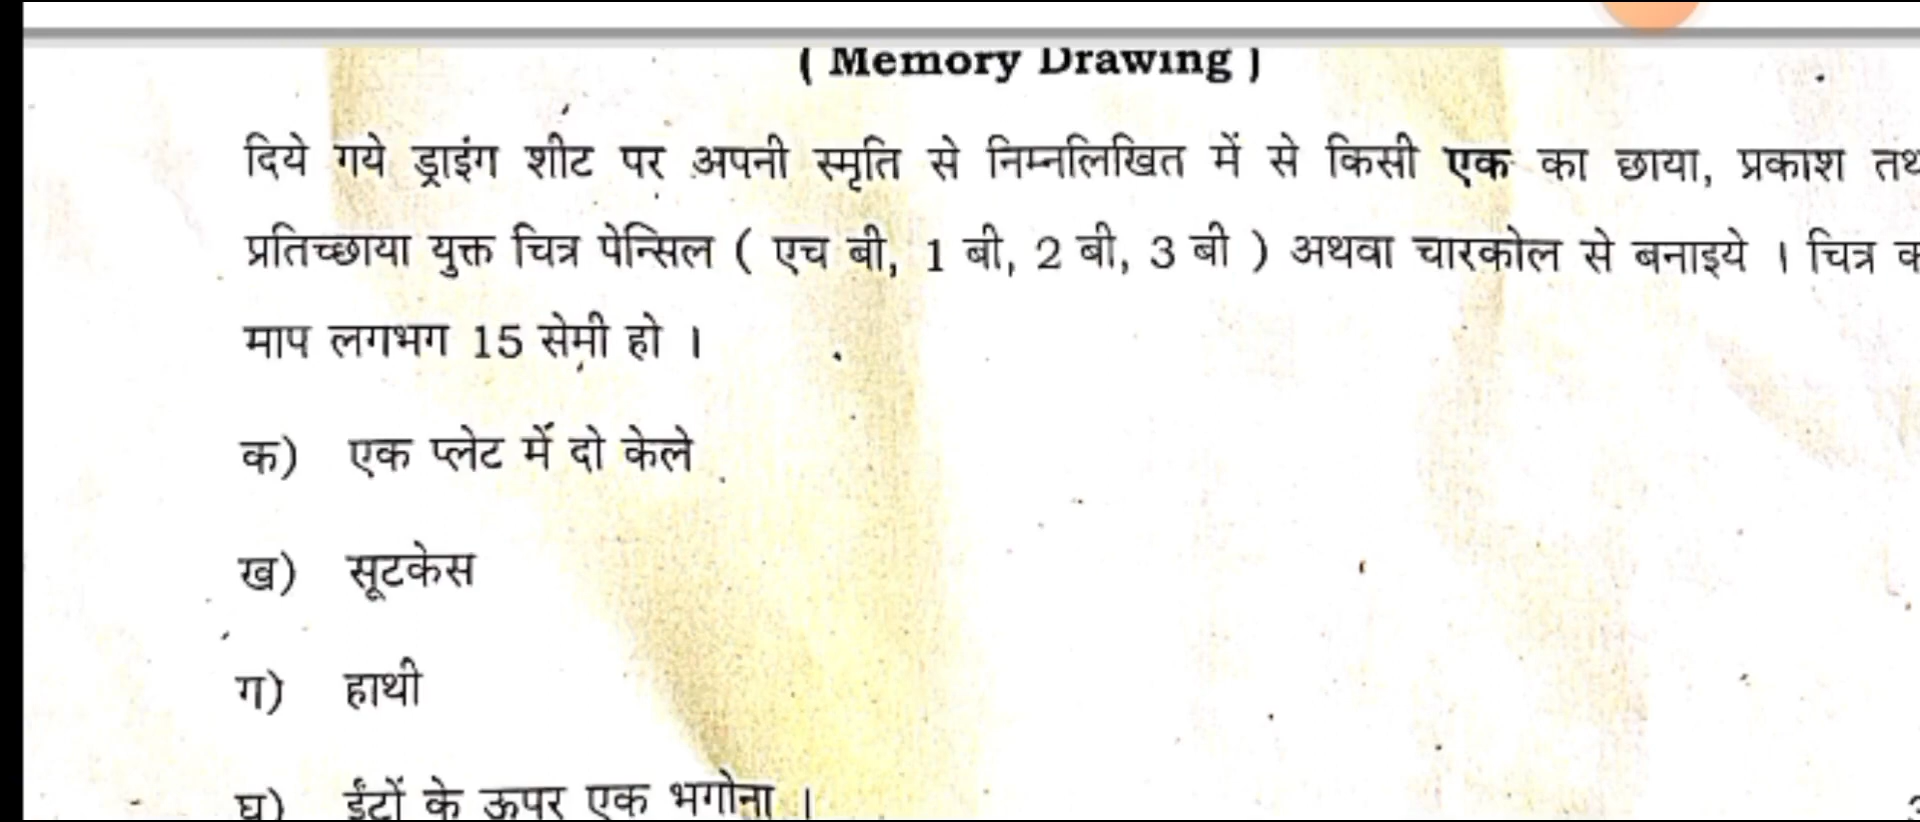 ( Memory Drawing )
दिये गये ड्राइंग शीट पर अपनी स्मृति से निम्नलिखित में से किसी एक का छाया, प्रकाश
प्रतिच्छाया युक्त चित्र पेन्सिल ( एच बी, 1 बी, 2 बी, 3 बी ) अथवा चारकोल से बनाइये । चित्र
माप लगभग 15 सेमी हो ।
क) एक प्लेट में दो केले
ख) सूटकेस
ग) हाथी
घ) ईंटों के ऊपर एक भगोना ।